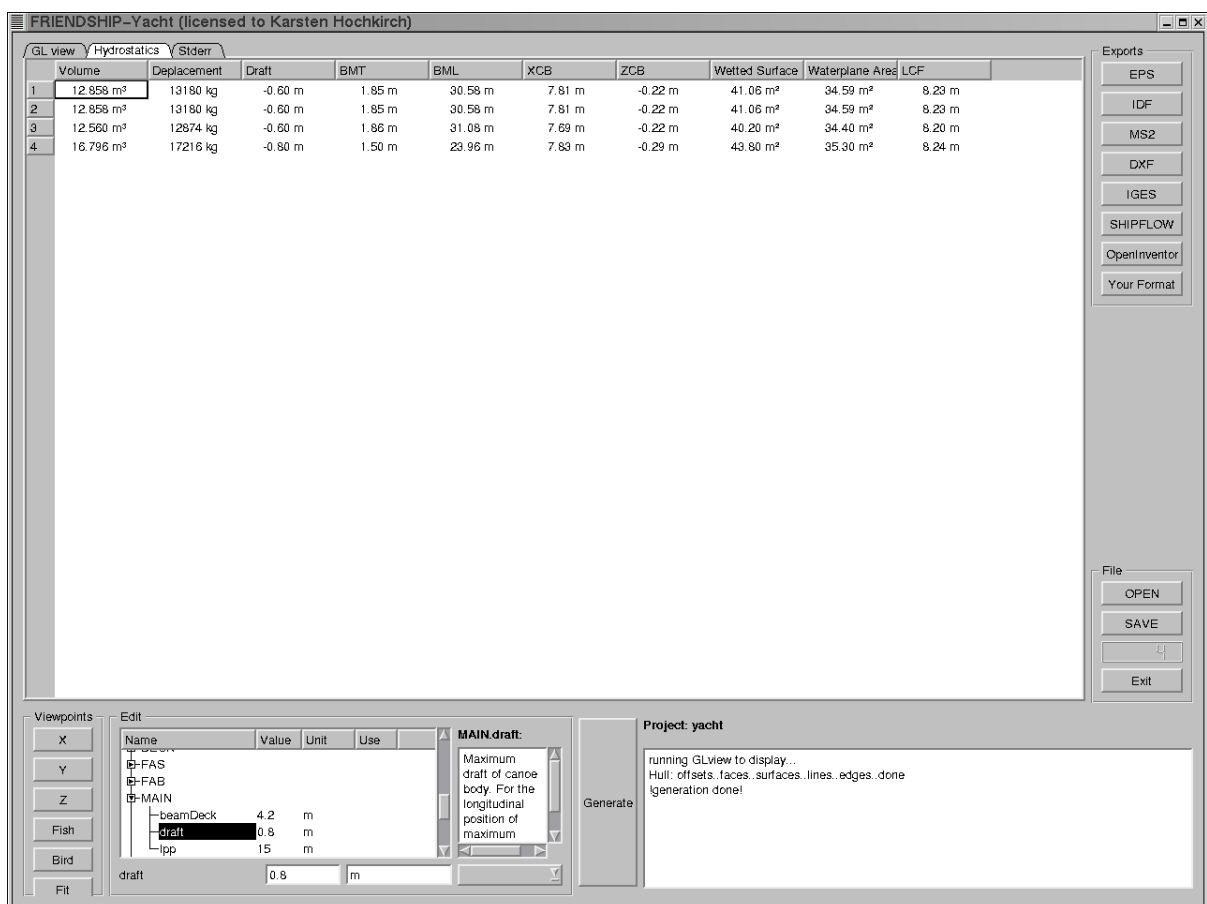 FRIENDSHIP–Yacht (licensed to Karsten Hochkirch)
GL view Hydrostatics Stderr
Volume Deplacement Draft BMT BML XCB ZCB Wetted Surface Waterplane Area LCF
1 12.858 m³ 13180 kg -0.60 m 1.85 m 30.58 m 7.81 m -0.22 m 41.06 m² 34.59 m² 8.23 m
2 12.858 m³ 13180 kg -0.60 m 1.85 m 30.58 m 7.81 m -0.22 m 41.06 m² 34.59 m² 8.23 m
3 12.560 m³ 12874 kg -0.60 m 1.86 m 31.08 m 7.69 m -0.22 m 40.20 m² 34.40 m² 8.20 m
4 16.796 m³ 17216 kg -0.80 m 1.50 m 23.96 m 7.83 m -0.29 m 43.80 m² 35.30 m² 8.24 m
Exports
EPS
IDF
MS2
DXF
IGES
SHIPFLOW
OpenInventor
Your Format
File
OPEN
SAVE
4
Exit
Viewpoints
X
Y
Z
Fish
Bird
Fit
Edit
Name Value Unit Use
FAS
FAB
MAIN
beamDeck 4.2 m
draft 0.8 m
lpp 15 m
draft 0.8 m
MAIN.draft:
Maximum
draft of canoe
body. For the
longitudinal
position of
maximum
Generate
Project: yacht
running GLview to display...
Hull: offsets..faces..surfaces..lines..edges..done
!generation done!